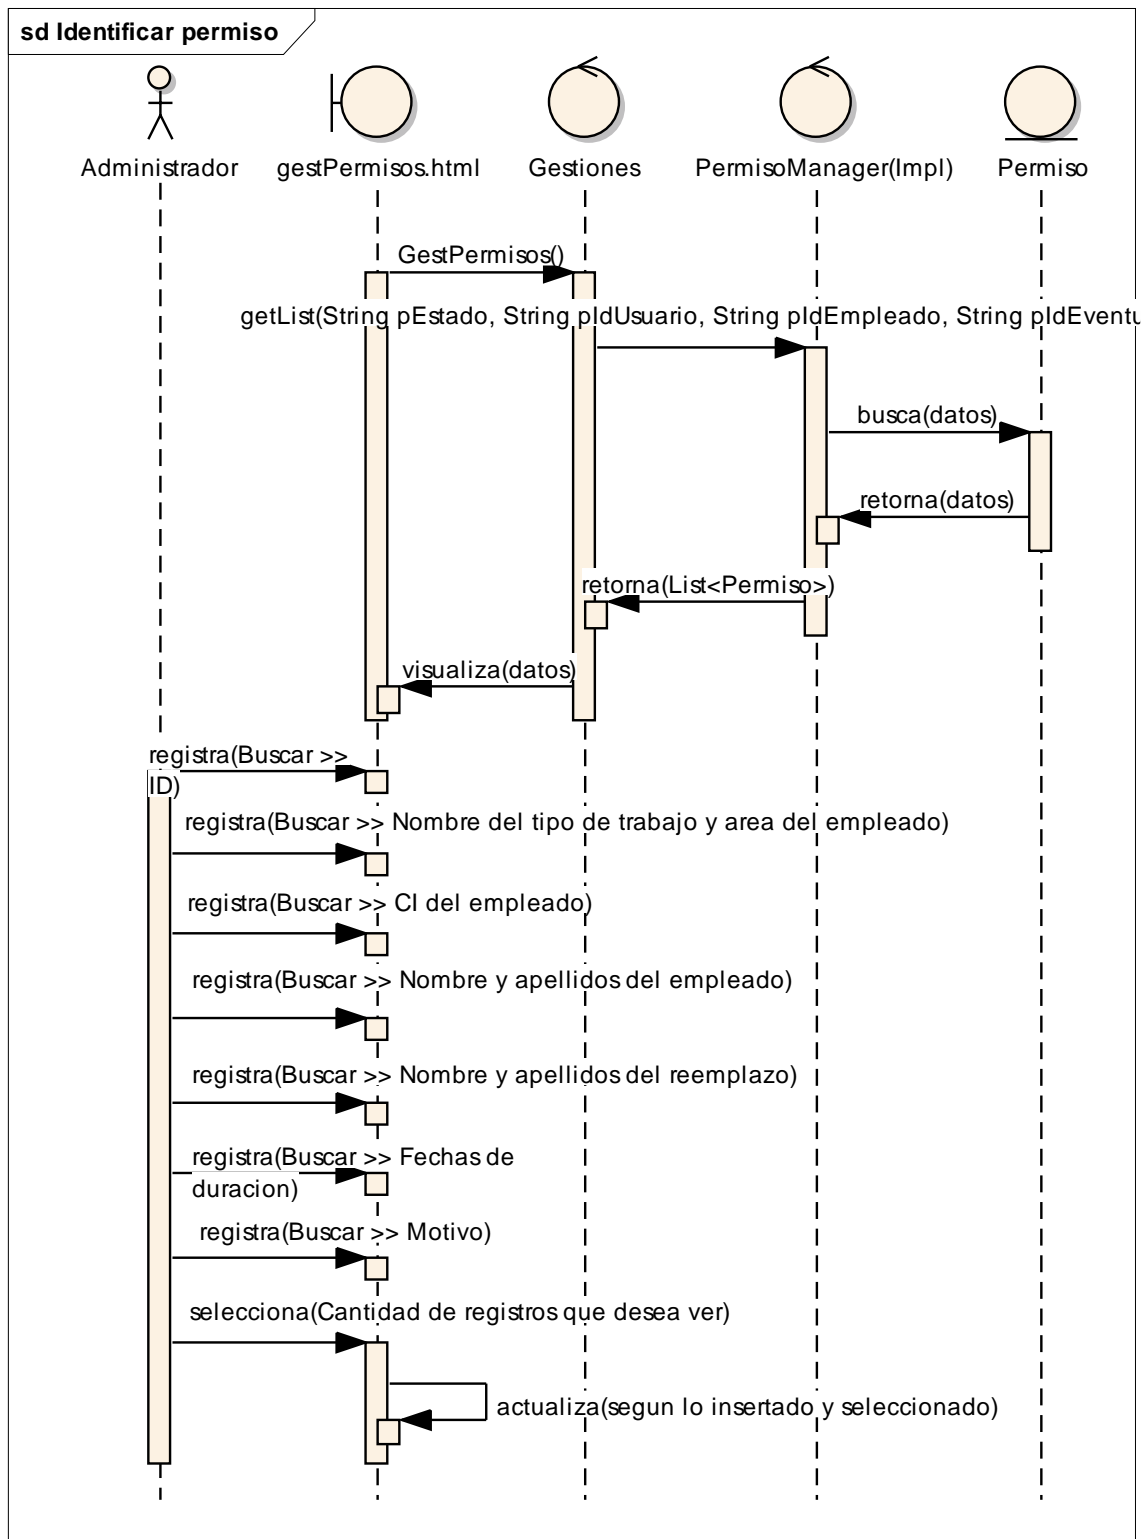 sd Identificar permiso
Administrador
gestPermisos.html
Gestiones
PermisoManager(Impl)
Permiso
GestPermisos()
getList(String pEstado, String pIdUsuario, String pIdEmpleado, String pIdEventu
busca(datos)
retorna(datos)
retorna(List<Permiso>)
visualiza(datos)
registra(Buscar >>
ID)
registra(Buscar >> Nombre del tipo de trabajo y area del empleado)
registra(Buscar >> CI del empleado)
registra(Buscar >> Nombre y apellidos del empleado)
registra(Buscar >> Nombre y apellidos del reemplazo)
registra(Buscar >> Fechas de
duracion)
registra(Buscar >> Motivo)
selecciona(Cantidad de registros que desea ver)
actualiza(segun lo insertado y seleccionado)